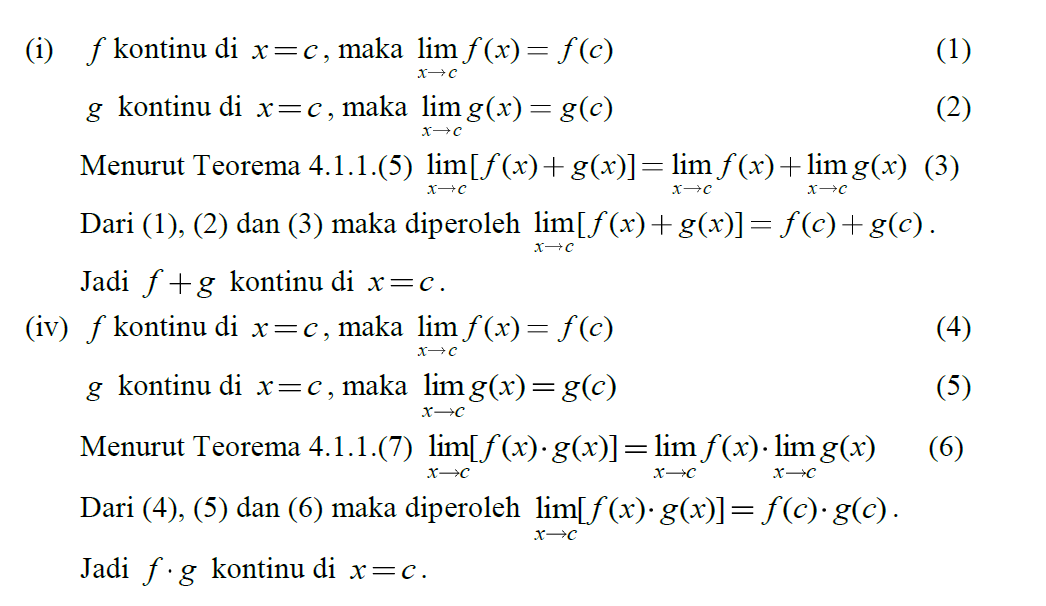 (i) f kontinu di x = c, maka lim_{x→c} f(x) = f(c) (1)
g kontinu di x = c, maka lim_{x→c} g(x) = g(c) (2)
Menurut Teorema 4.1.1.(5) lim_{x→c} [f(x) + g(x)] = lim_{x→c} f(x) + lim_{x→c} g(x) (3)
Dari (1), (2) dan (3) maka diperoleh lim_{x→c} [f(x) + g(x)] = f(c) + g(c).
Jadi f + g kontinu di x = c.
(iv) f kontinu di x = c, maka lim_{x→c} f(x) = f(c) (4)
g kontinu di x = c, maka lim_{x→c} g(x) = g(c) (5)
Menurut Teorema 4.1.1.(7) lim_{x→c} [f(x) · g(x)] = lim_{x→c} f(x) · lim_{x→c} g(x) (6)
Dari (4), (5) dan (6) maka diperoleh lim_{x→c} [f(x) · g(x)] = f(c) · g(c).
Jadi f · g kontinu di x = c.